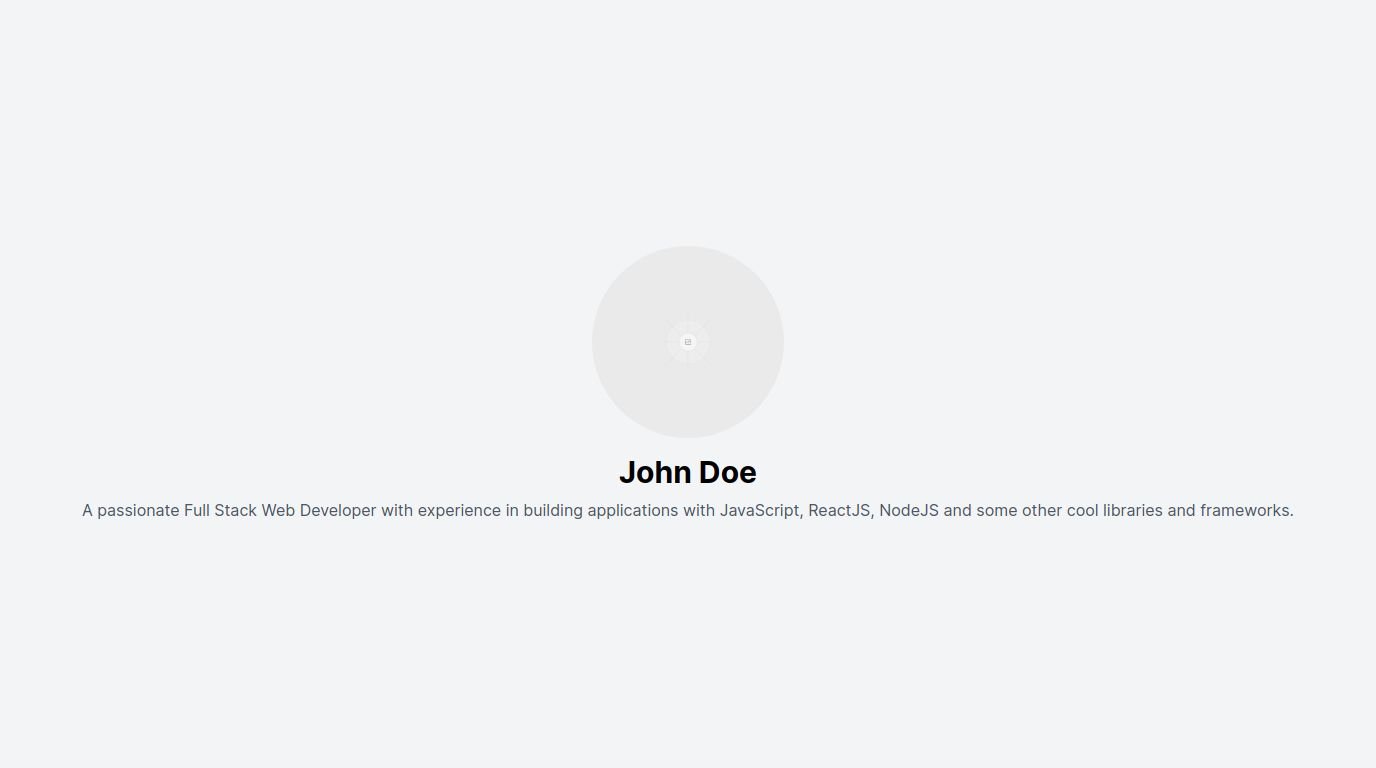 John Doe
A passionate Full Stack Web Developer with experience in building applications with JavaScript, ReactJS, NodeJS and some other cool libraries and frameworks.